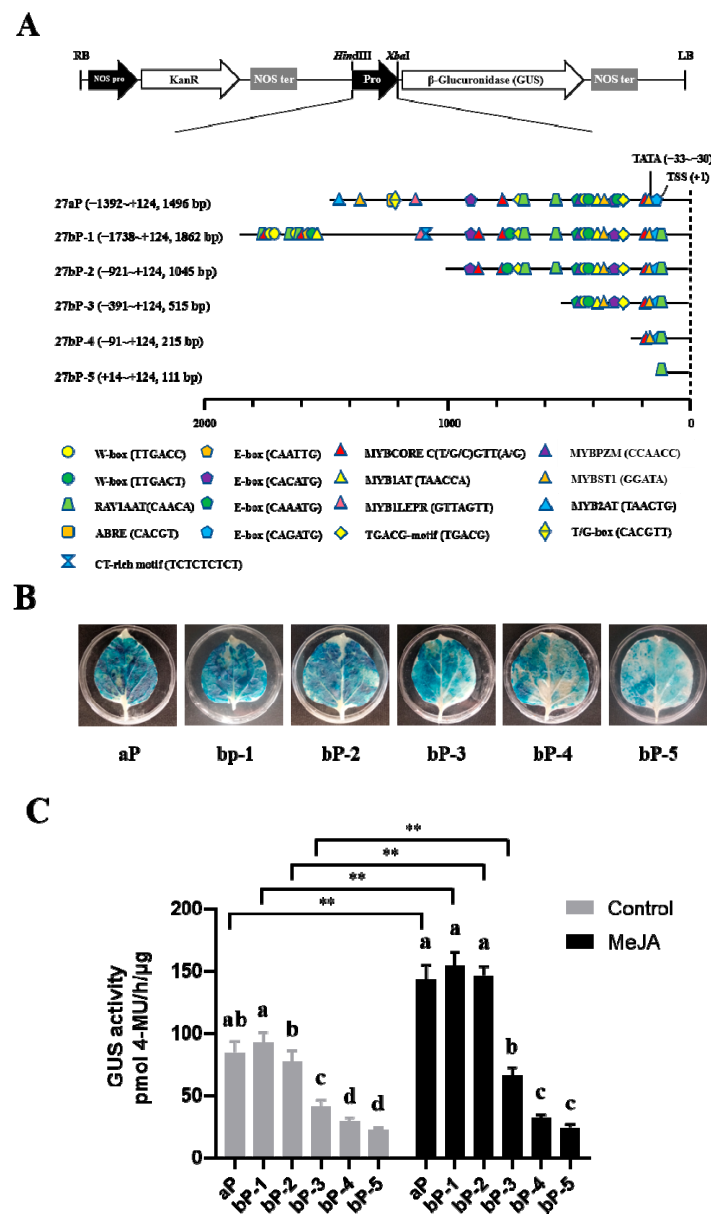 A
RB HindIII XbaI LB
NOS pro KanR NOS ter Pro β-Glucuronidase (GUS) NOS ter
TATA (−33~−30)
TSS (+1)
27aP (−1392~+124, 1496 bp)
27bP-1 (−1738~+124, 1862 bp)
27bP-2 (−921~+124, 1045 bp)
27bP-3 (−391~+124, 515 bp)
27bP-4 (−91~+124, 215 bp)
27bP-5 (+14~+124, 111 bp)
2000 1000 0
W-box (TTGACC) E-box (CAATTG) MYBCORE C(T/G/C)GTT(A/G) MYBPZM (CCAACC)
W-box (TTGACT) E-box (CACATG) MYB1AT (TAACCA) MYBST1 (GGATA)
RAV1AAT(CAACA) E-box (CAAATG) MYB1LEPR (GTTAGTT) MYB2AT (TAACTG)
ABRE (CACGT) E-box (CAGATG) TGACG-motif (TGACG) T/G-box (CACGTT)
CT-rich motif (TCTCTCTCT)
B
aP bp-1 bP-2 bP-3 bP-4 bP-5
C
**
**
**
**
Control
MeJA
GUS activity
pmol 4-MU/h/μg
200
150
100
50
0
ab a b c d d a a a b c c
aP bP-1 bP-2 bP-3 bP-4 bP-5 aP bP-1 bP-2 bP-3 bP-4 bP-5